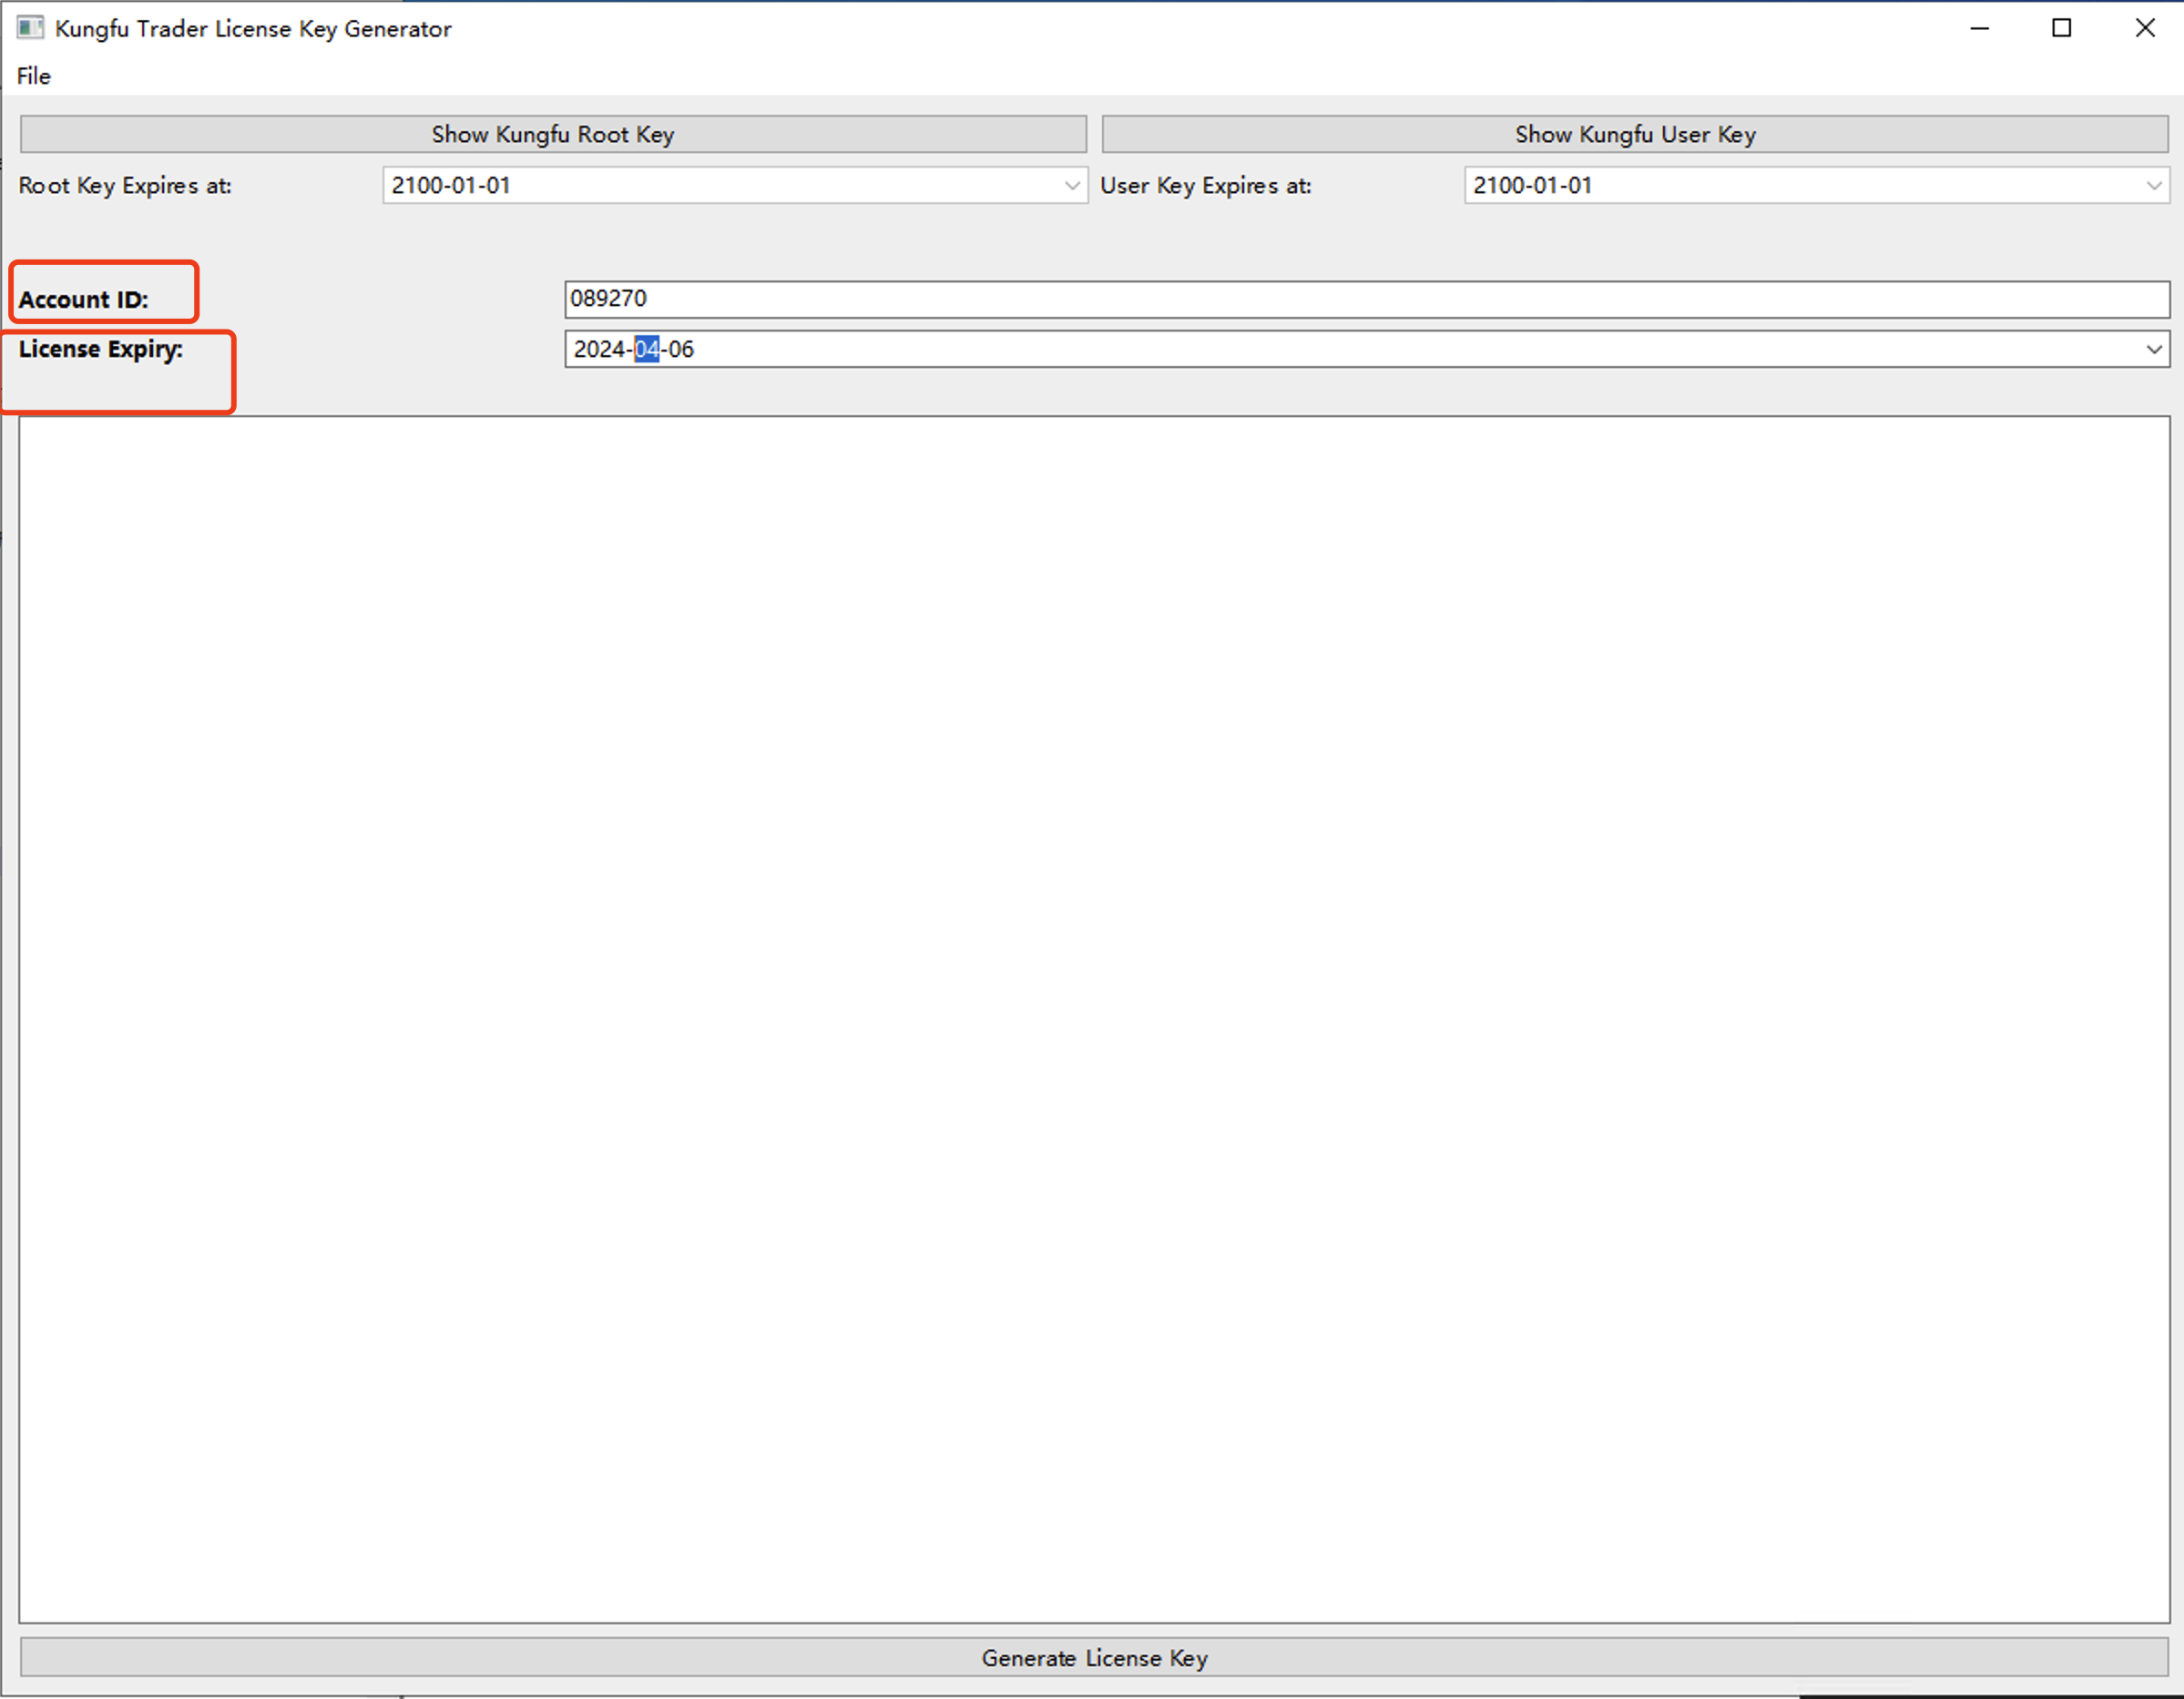 Kungfu Trader License Key Generator
File
Show Kungfu Root Key Show Kungfu User Key
Root Key Expires at: 2100-01-01 User Key Expires at: 2100-01-01
Account ID: 089270
License Expiry: 2024-04-06
Generate License Key